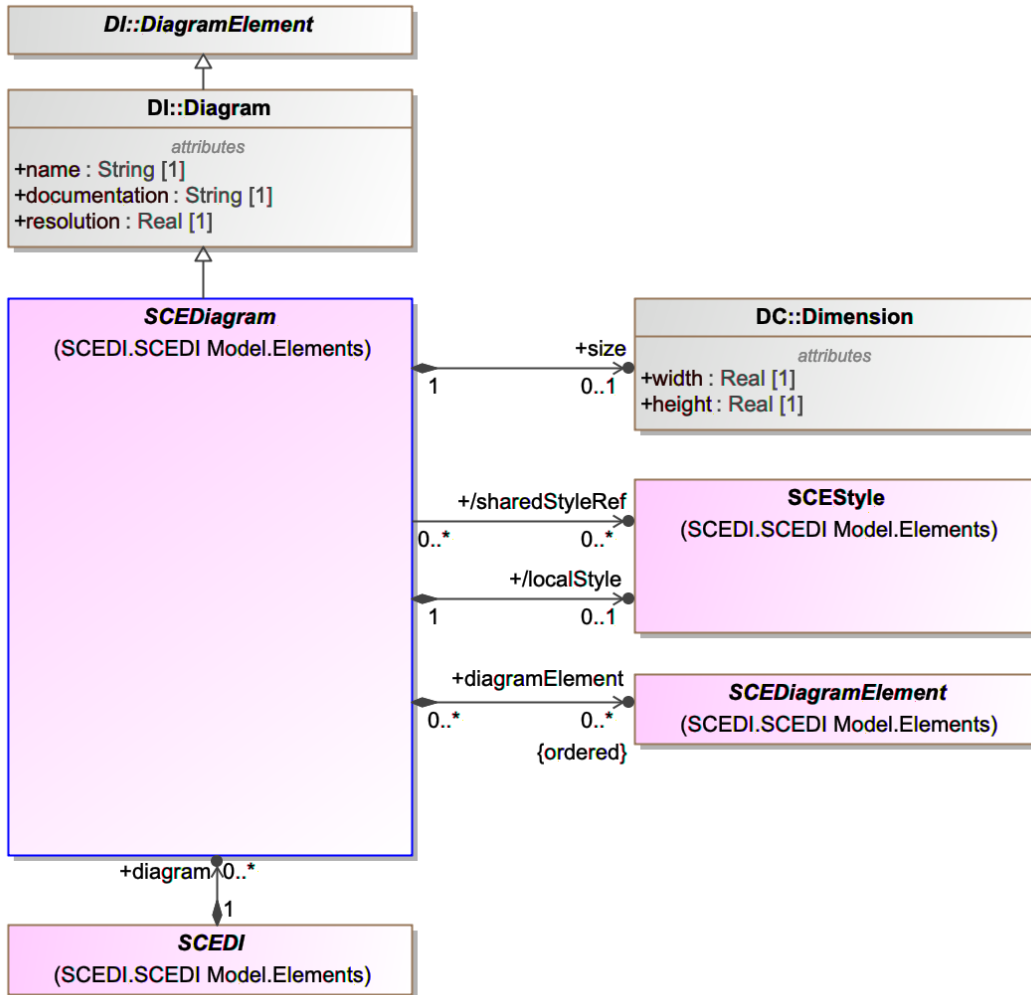 DI::DiagramElement
DI::Diagram
attributes
+name : String [1]
+documentation : String [1]
+resolution : Real [1]
SCEDiagram
(SCEDI.SCEDI Model.Elements)
+size
1
0..1
DC::Dimension
attributes
+width : Real [1]
+height : Real [1]
+/sharedStyleRef
0..*
0..*
+/localStyle
1
0..1
SCEStyle
(SCEDI.SCEDI Model.Elements)
+diagramElement
0..*
0..*
{ordered}
SCEDiagramElement
(SCEDI.SCEDI Model.Elements)
+diagram
0..*
1
SCEDI
(SCEDI.SCEDI Model.Elements)